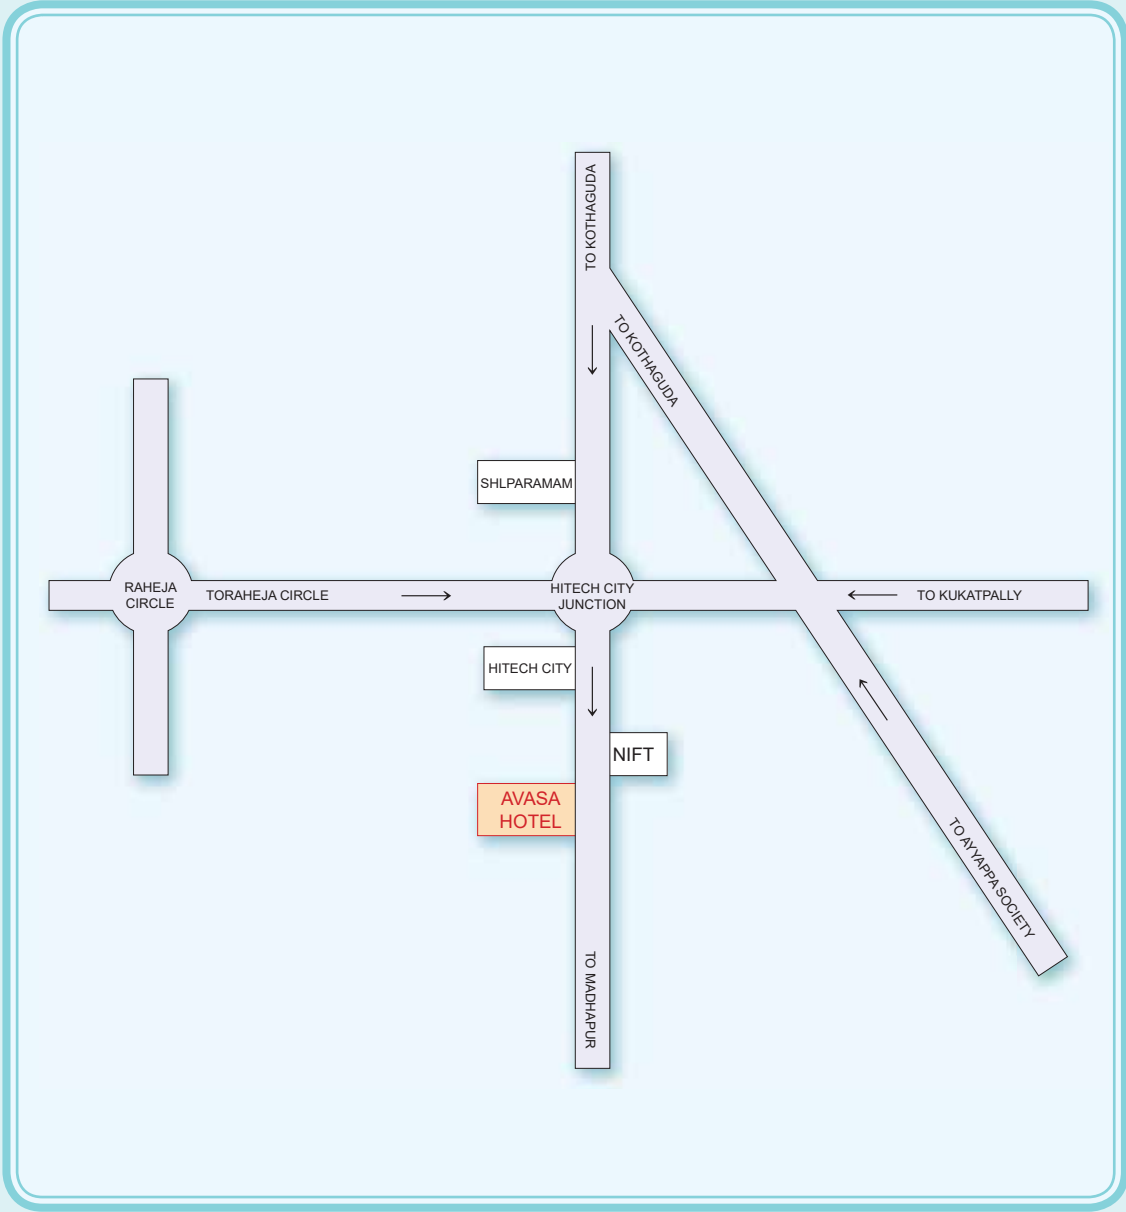 TO KOTHAGUDA
TO KOTHAGUDA
SHLPARAMAM
RAHEJA
CIRCLE
TORAHEJA CIRCLE
HITECH CITY
JUNCTION
TO KUKATPALLY
HITECH CITY
NIFT
AVASA
HOTEL
TO AYYAPPA SOCIETY
TO MADHAPUR